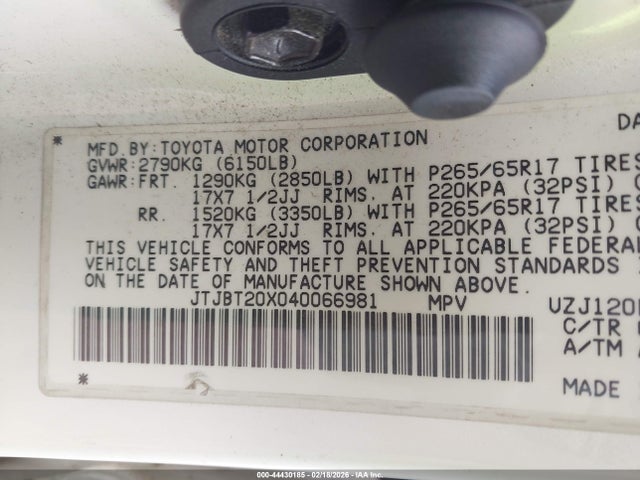 DA
*
MFD.BY:TOYOTA MOTOR CORPORATION
GVWR:2790KG (6150LB)
GAWR:FRT. 1290KG (2850LB) WITH P265/65R17 TIRES
17X7 1/2JJ RIMS. AT 220KPA (32PSI) (
RR. 1520KG (3350LB) WITH P265/65R17 TIRES
17X7 1/2JJ RIMS. AT 220KPA (32PSI) (
THIS VEHICLE CONFORMS TO ALL APPLICABLE FEDERAL
VEHICLE SAFETY AND THEFT PREVENTION STANDARDS
ON THE DATE OF MANUFACTURE SHOWN ABOVE.
JTJBT20X040066981 MPV UZJ120
C/TR
A/TM A
* MADE
000-44430185 - 02/18/2026 - IAA Inc.